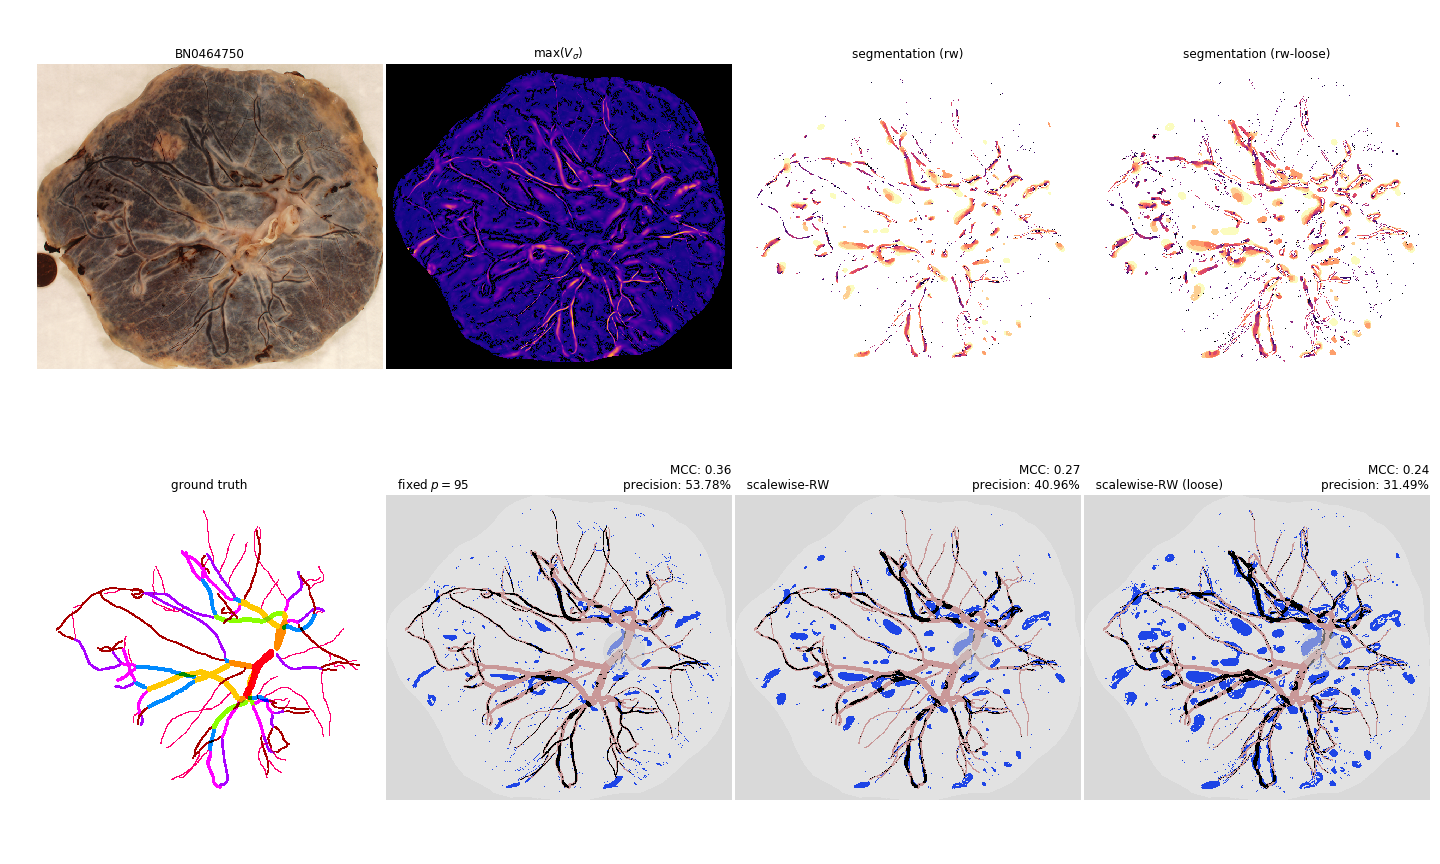 BN0464750
max(V_σ)
segmentation (rw)
segmentation (rw-loose)
ground truth
fixed p = 95
MCC: 0.36
precision: 53.78%
scalewise-RW
MCC: 0.27
precision: 40.96%
scalewise-RW (loose)
MCC: 0.24
precision: 31.49%